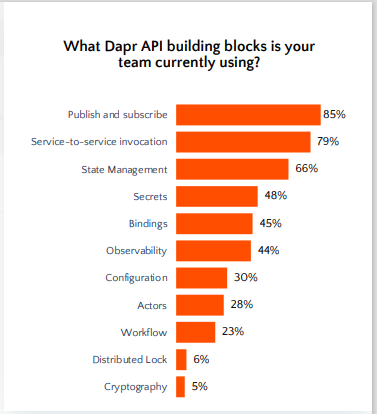 What Dapr API building blocks is your
team currently using?
Publish and subscribe 85%
Service-to-service invocation 79%
State Management 66%
Secrets 48%
Bindings 45%
Observability 44%
Configuration 30%
Actors 28%
Workflow 23%
Distributed Lock 6%
Cryptography 5%